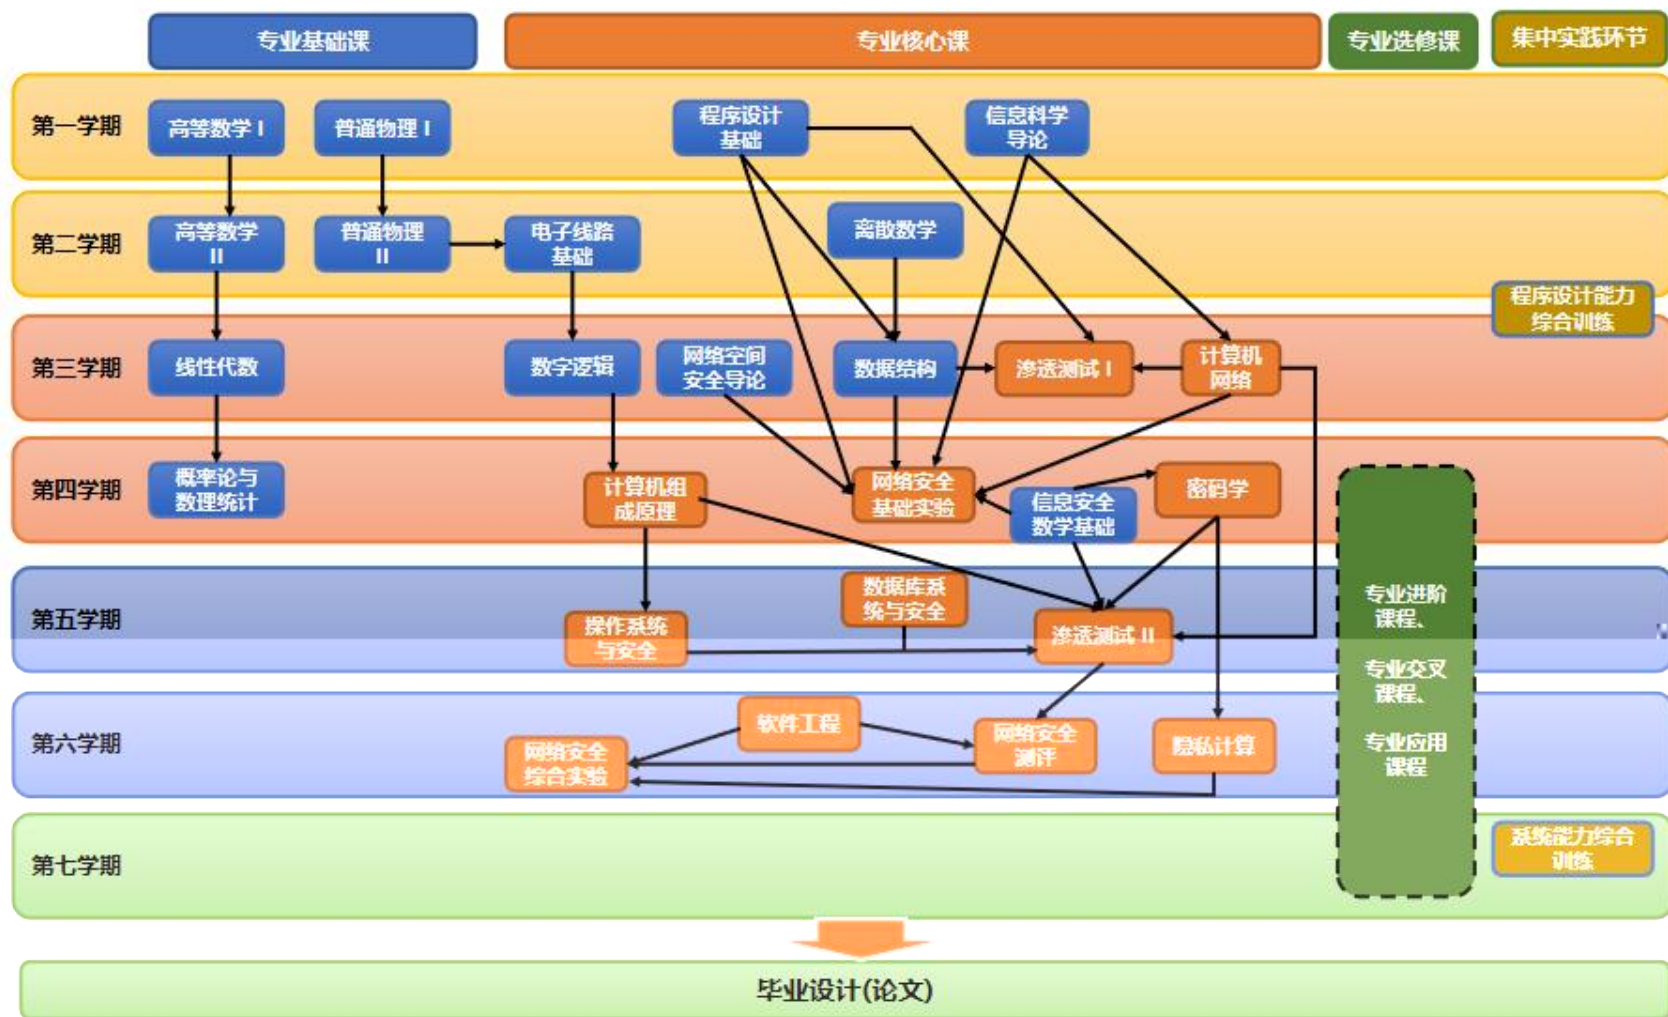 专业基础课
专业核心课
专业选修课
集中实践环节
第一学期
高等数学 I
普通物理 I
程序设计
基础
信息科学
导论
第二学期
高等数学
II
普通物理
II
电子线路
基础
离散数学
程序设计能力
综合训练
第三学期
线性代数
数字逻辑
网络空间
安全导论
数据结构
渗透测试 I
计算机
网络
第四学期
概率论与
数理统计
计算机组
成原理
网络安全
基础实验
信息安全
数学基础
密码学
第五学期
操作系统
与安全
数据库系
统与安全
渗透测试 II
专业进阶
课程、
专业交叉
课程、
专业应用
课程
第六学期
网络安全
综合实验
软件工程
网络安全
测评
隐私计算
第七学期
系统能力综合
训练
毕业设计(论文)